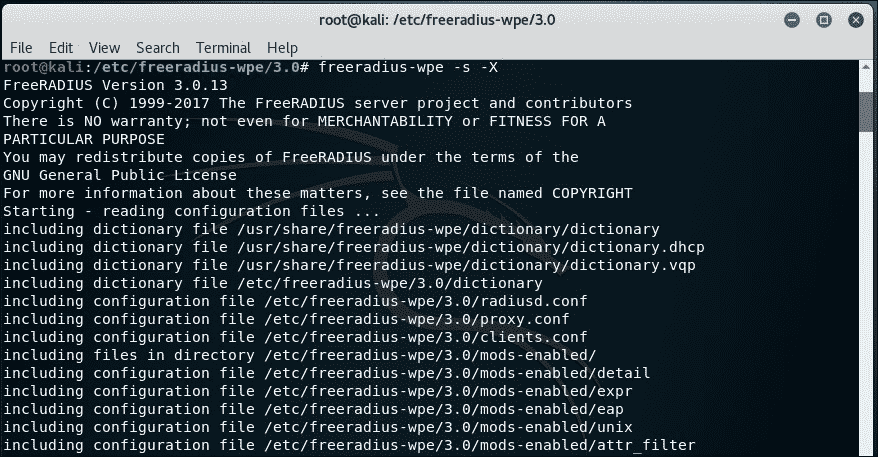 root@kali: /etc/freeradius-wpe/3.0
File Edit View Search Terminal Help
root@kali:/etc/freeradius-wpe/3.0# freeradius-wpe -s -X
FreeRADIUS Version 3.0.13
Copyright (C) 1999-2017 The FreeRADIUS server project and contributors
There is NO warranty; not even for MERCHANTABILITY or FITNESS FOR A
PARTICULAR PURPOSE
You may redistribute copies of FreeRADIUS under the terms of the
GNU General Public License
For more information about these matters, see the file named COPYRIGHT
Starting - reading configuration files ...
including dictionary file /usr/share/freeradius-wpe/dictionary/dictionary
including dictionary file /usr/share/freeradius-wpe/dictionary/dictionary.dhcp
including dictionary file /usr/share/freeradius-wpe/dictionary/dictionary.vqp
including dictionary file /etc/freeradius-wpe/3.0/dictionary
including configuration file /etc/freeradius-wpe/3.0/radiusd.conf
including configuration file /etc/freeradius-wpe/3.0/proxy.conf
including configuration file /etc/freeradius-wpe/3.0/clients.conf
including files in directory /etc/freeradius-wpe/3.0/mods-enabled/
including configuration file /etc/freeradius-wpe/3.0/mods-enabled/detail
including configuration file /etc/freeradius-wpe/3.0/mods-enabled/expr
including configuration file /etc/freeradius-wpe/3.0/mods-enabled/eap
including configuration file /etc/freeradius-wpe/3.0/mods-enabled/unix
including configuration file /etc/freeradius-wpe/3.0/mods-enabled/attr_filter